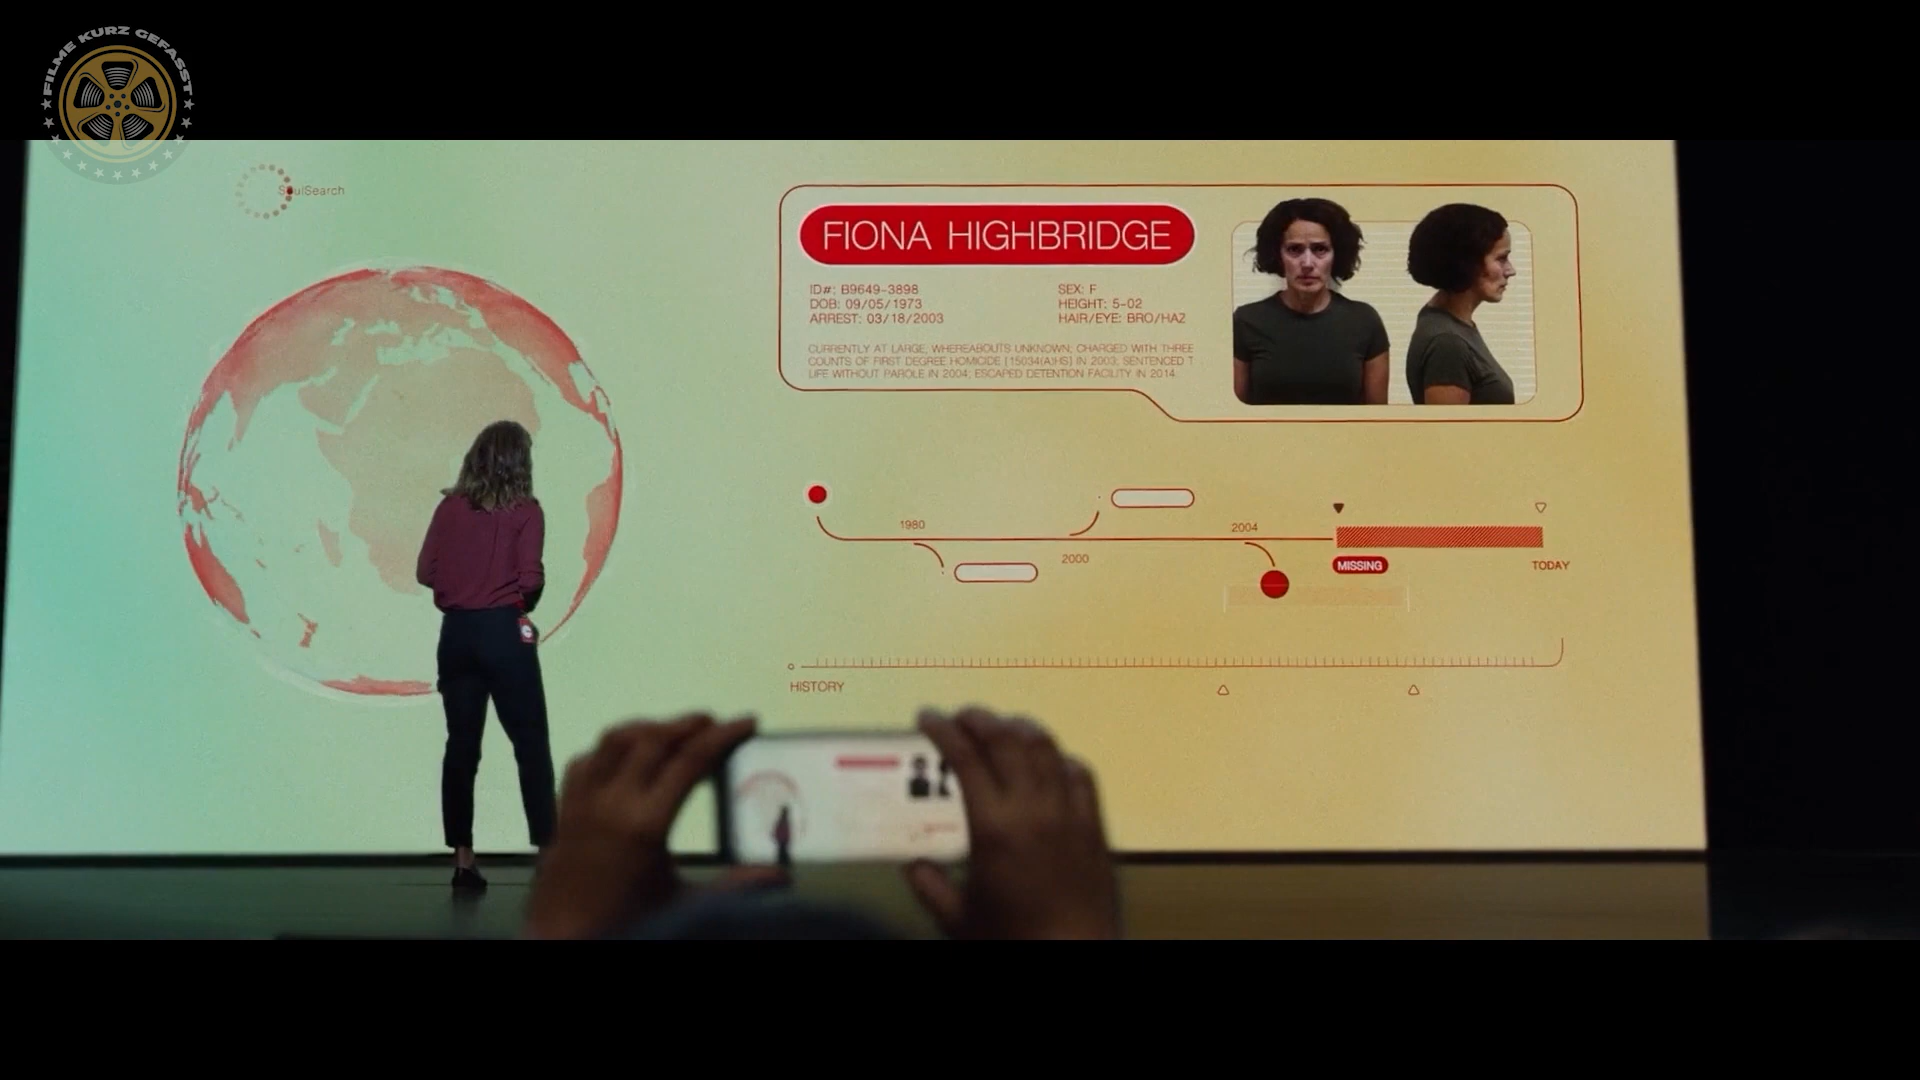 FILME KURZ GEFASST
SoulSearch
FIONA HIGHBRIDGE
ID#: B9649-3898
DOB: 09/05/1973
ARREST: 03/18/2003
SEX: F
HEIGHT: 5-02
HAIR/EYE: BRO/HAZ
CURRENTLY AT LARGE, WHEREABOUTS UNKNOWN; CHARGED WITH THREE
COUNTS OF FIRST DEGREE HOMICIDE [15034(A)HS] IN 2003; SENTENCED T
LIFE WITHOUT PAROLE IN 2004; ESCAPED DETENTION FACILITY IN 2014.
1980
2000
2004
MISSING
TODAY
HISTORY